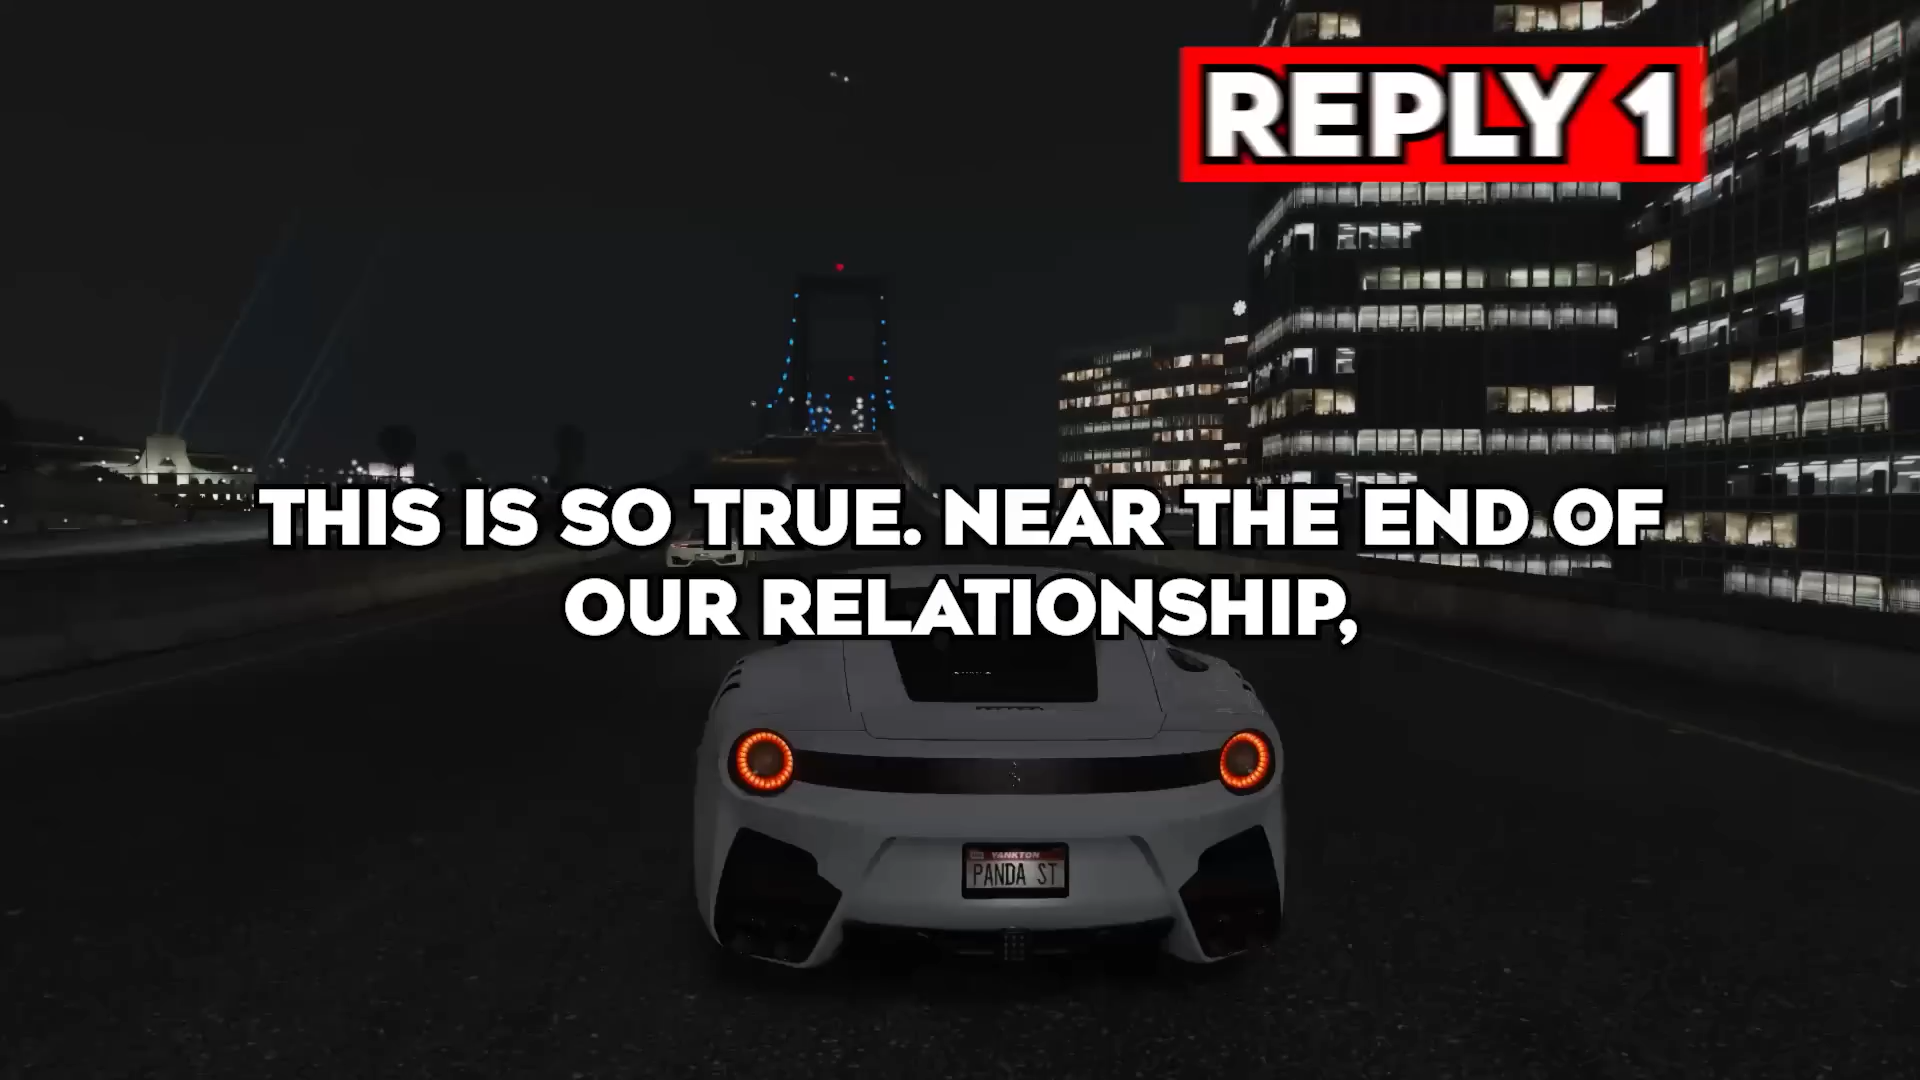 REPLY 1
THIS IS SO TRUE. NEAR THE END OF
OUR RELATIONSHIP,
YANKTON
PANDA ST